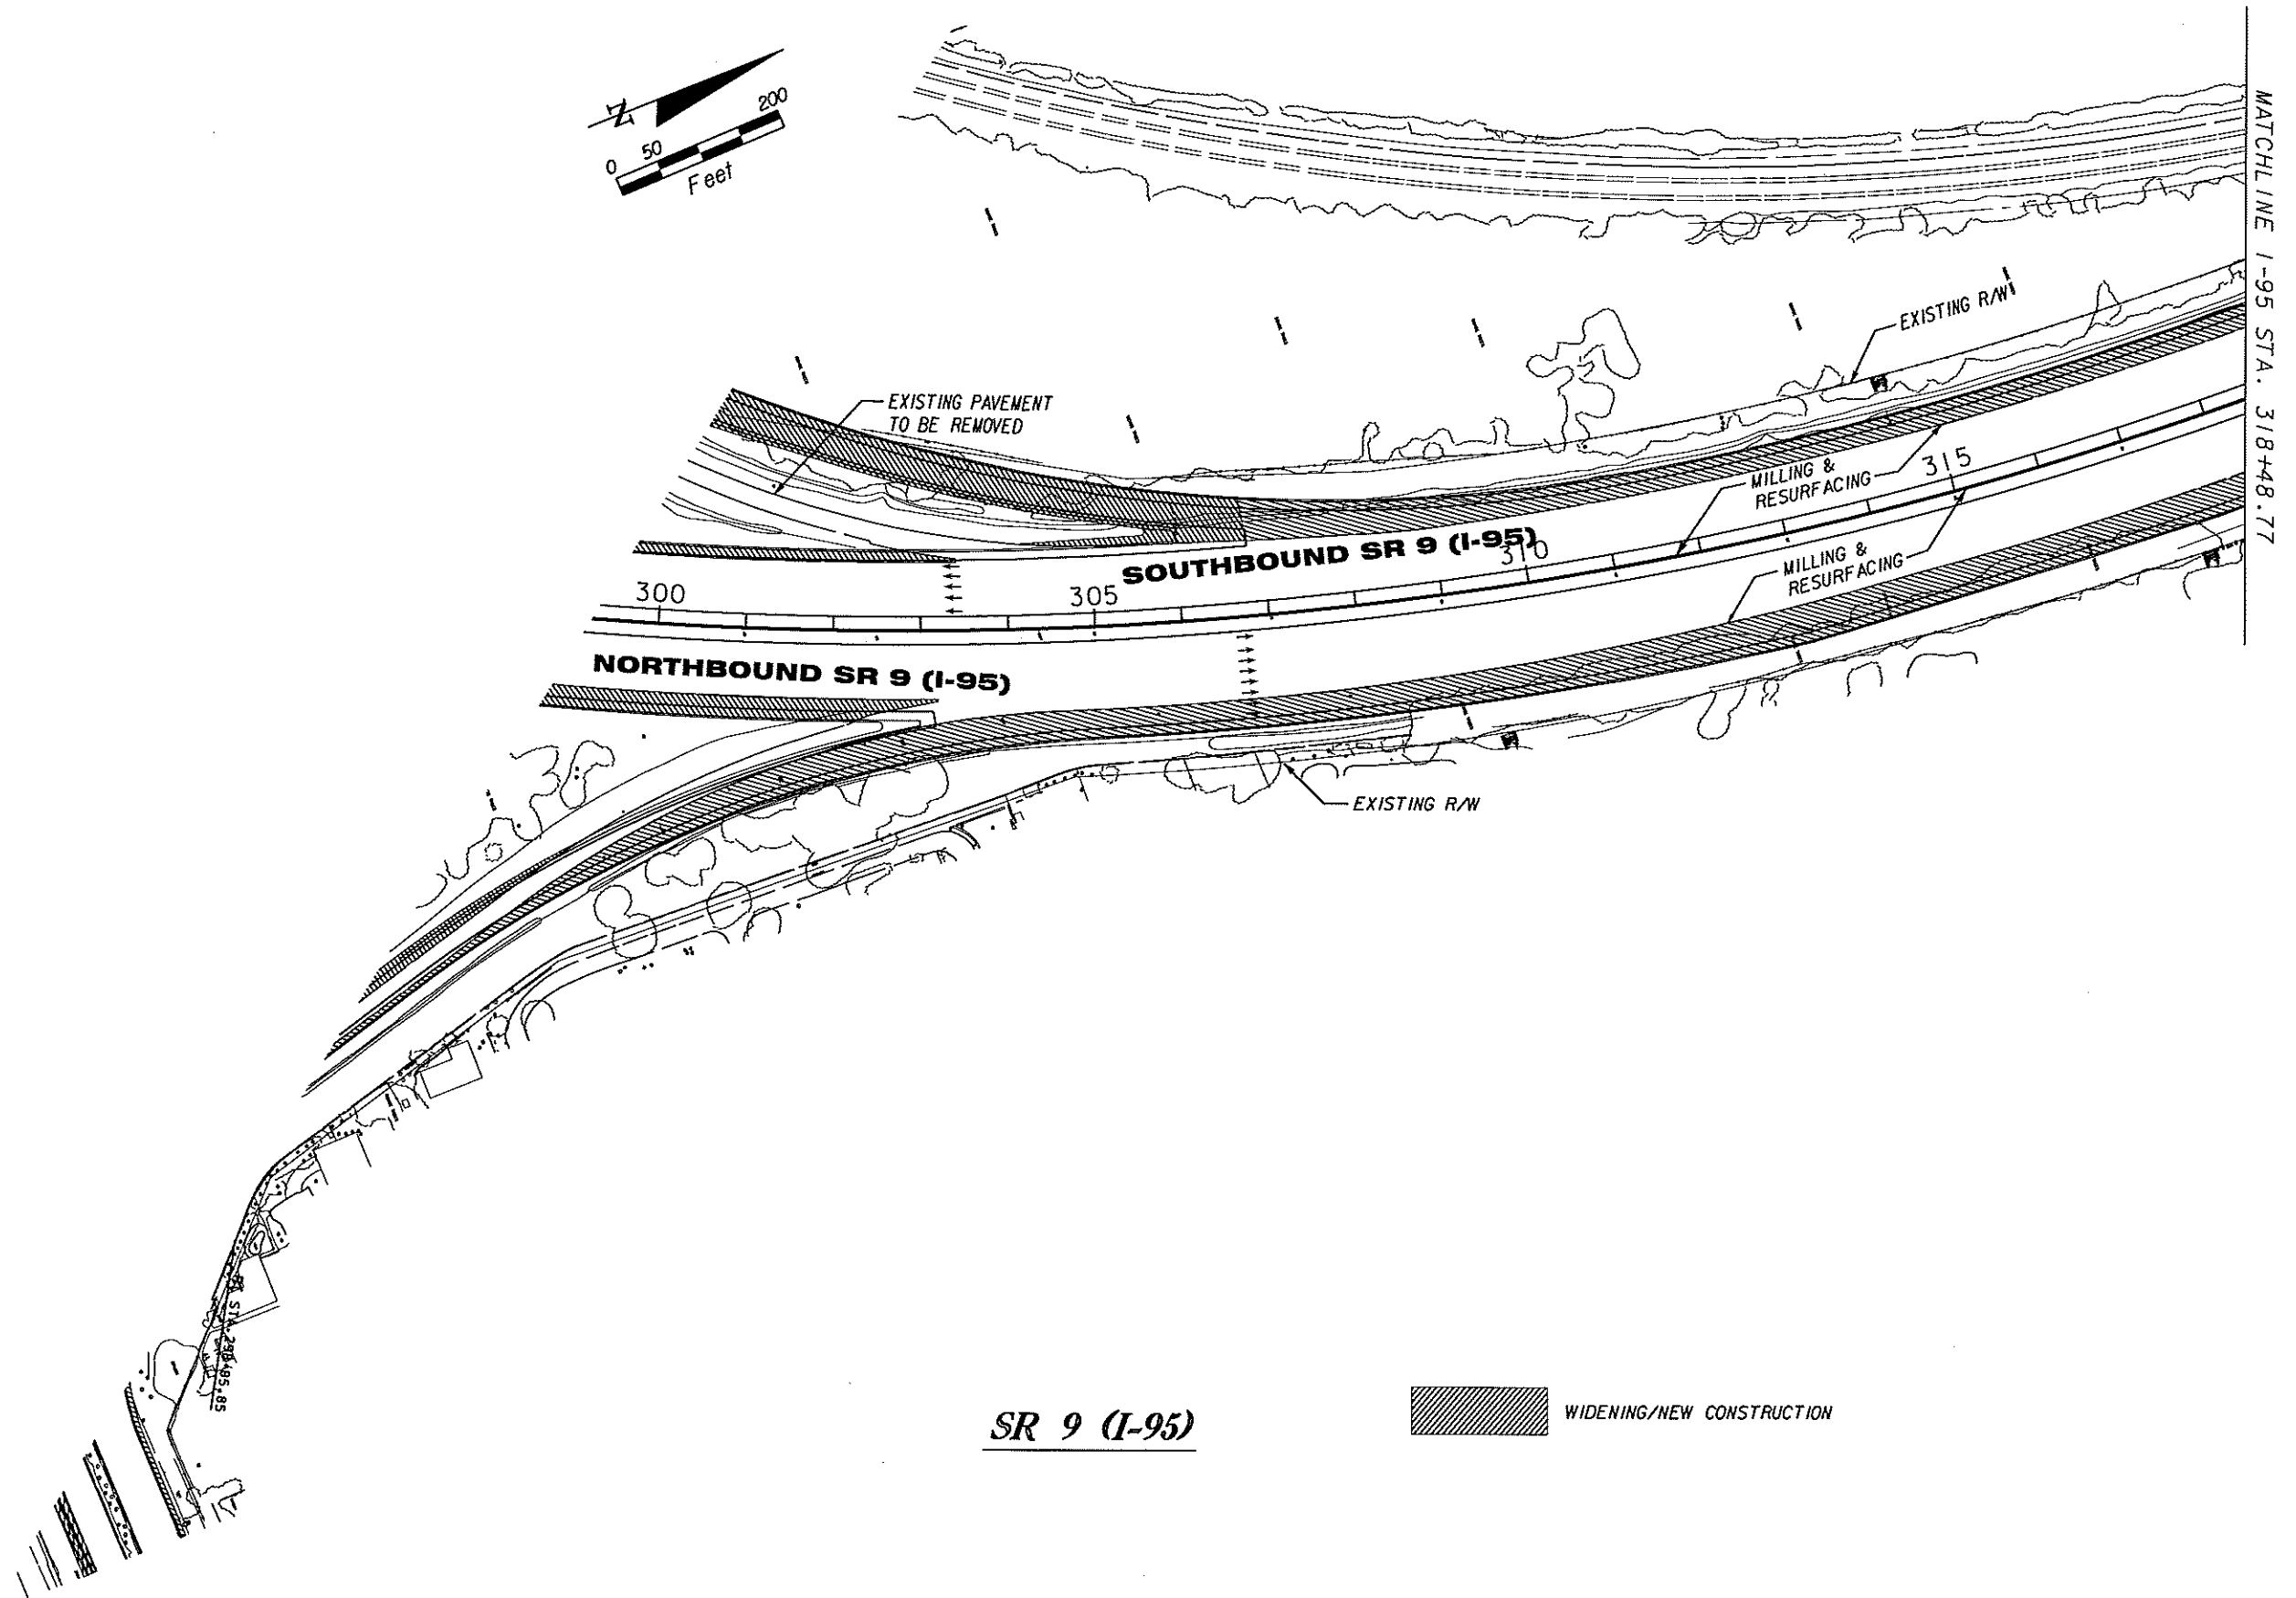 N
0 50 200
Feet
MATCHLINE I-95 STA. 318+48.77
EXISTING R/W
EXISTING PAVEMENT
TO BE REMOVED
MILLING &
RESURFACING
315
SOUTHBOUND SR 9 (I-95)
310
MILLING &
RESURFACING
300
305
NORTHBOUND SR 9 (I-95)
EXISTING R/W
SR 9 (I-95)
WIDENING/NEW CONSTRUCTION